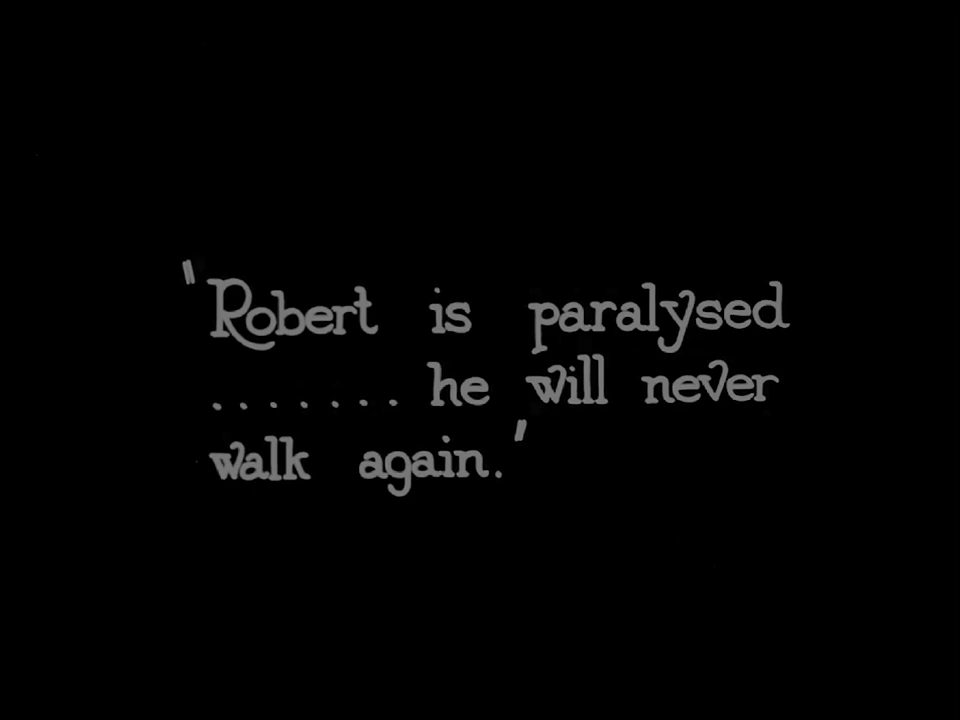 "Robert is paralysed
....... he will never
walk again."